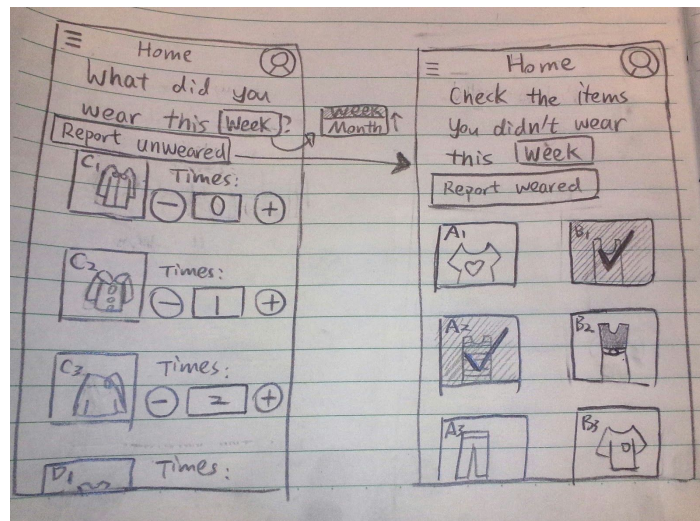 Home
What did you
wear this Week?
Week
Month
Report unweared
C1
Times:
0
C2
Times:
1
C3
Times:
2
D1
Times:
Home
Check the items
You didn't wear
this Week
Report weared
A1
B1
A2
B2
A3
B3